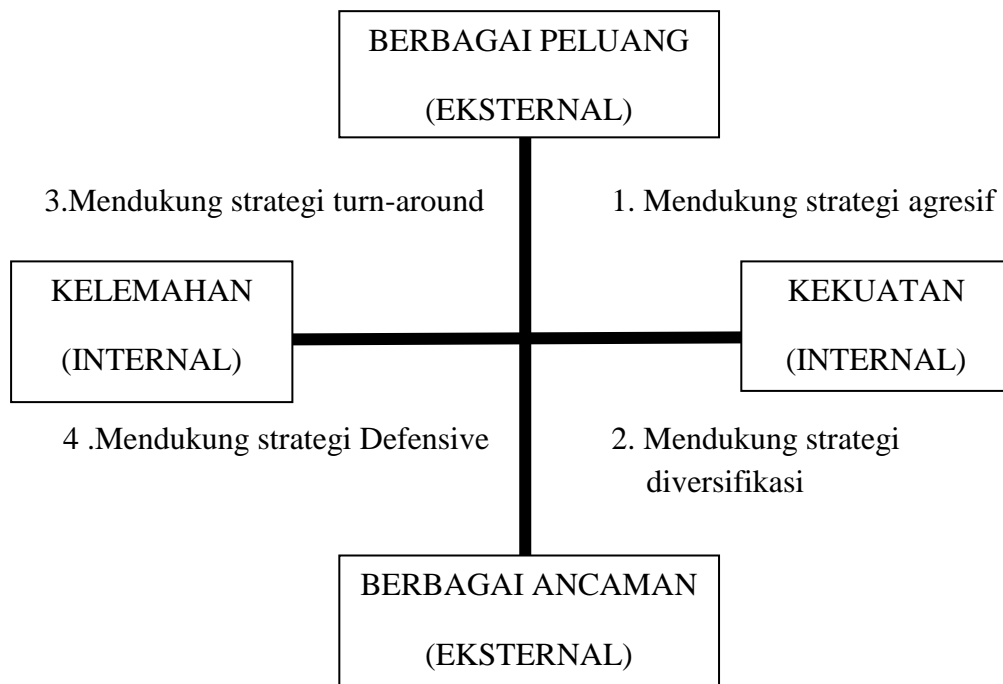 BERBAGAI PELUANG
(EKSTERNAL)
3.Mendukung strategi turn-around
1. Mendukung strategi agresif
KELEMAHAN
(INTERNAL)
KEKUATAN
(INTERNAL)
4 .Mendukung strategi Defensive
2. Mendukung strategi
diversifikasi
BERBAGAI ANCAMAN
(EKSTERNAL)